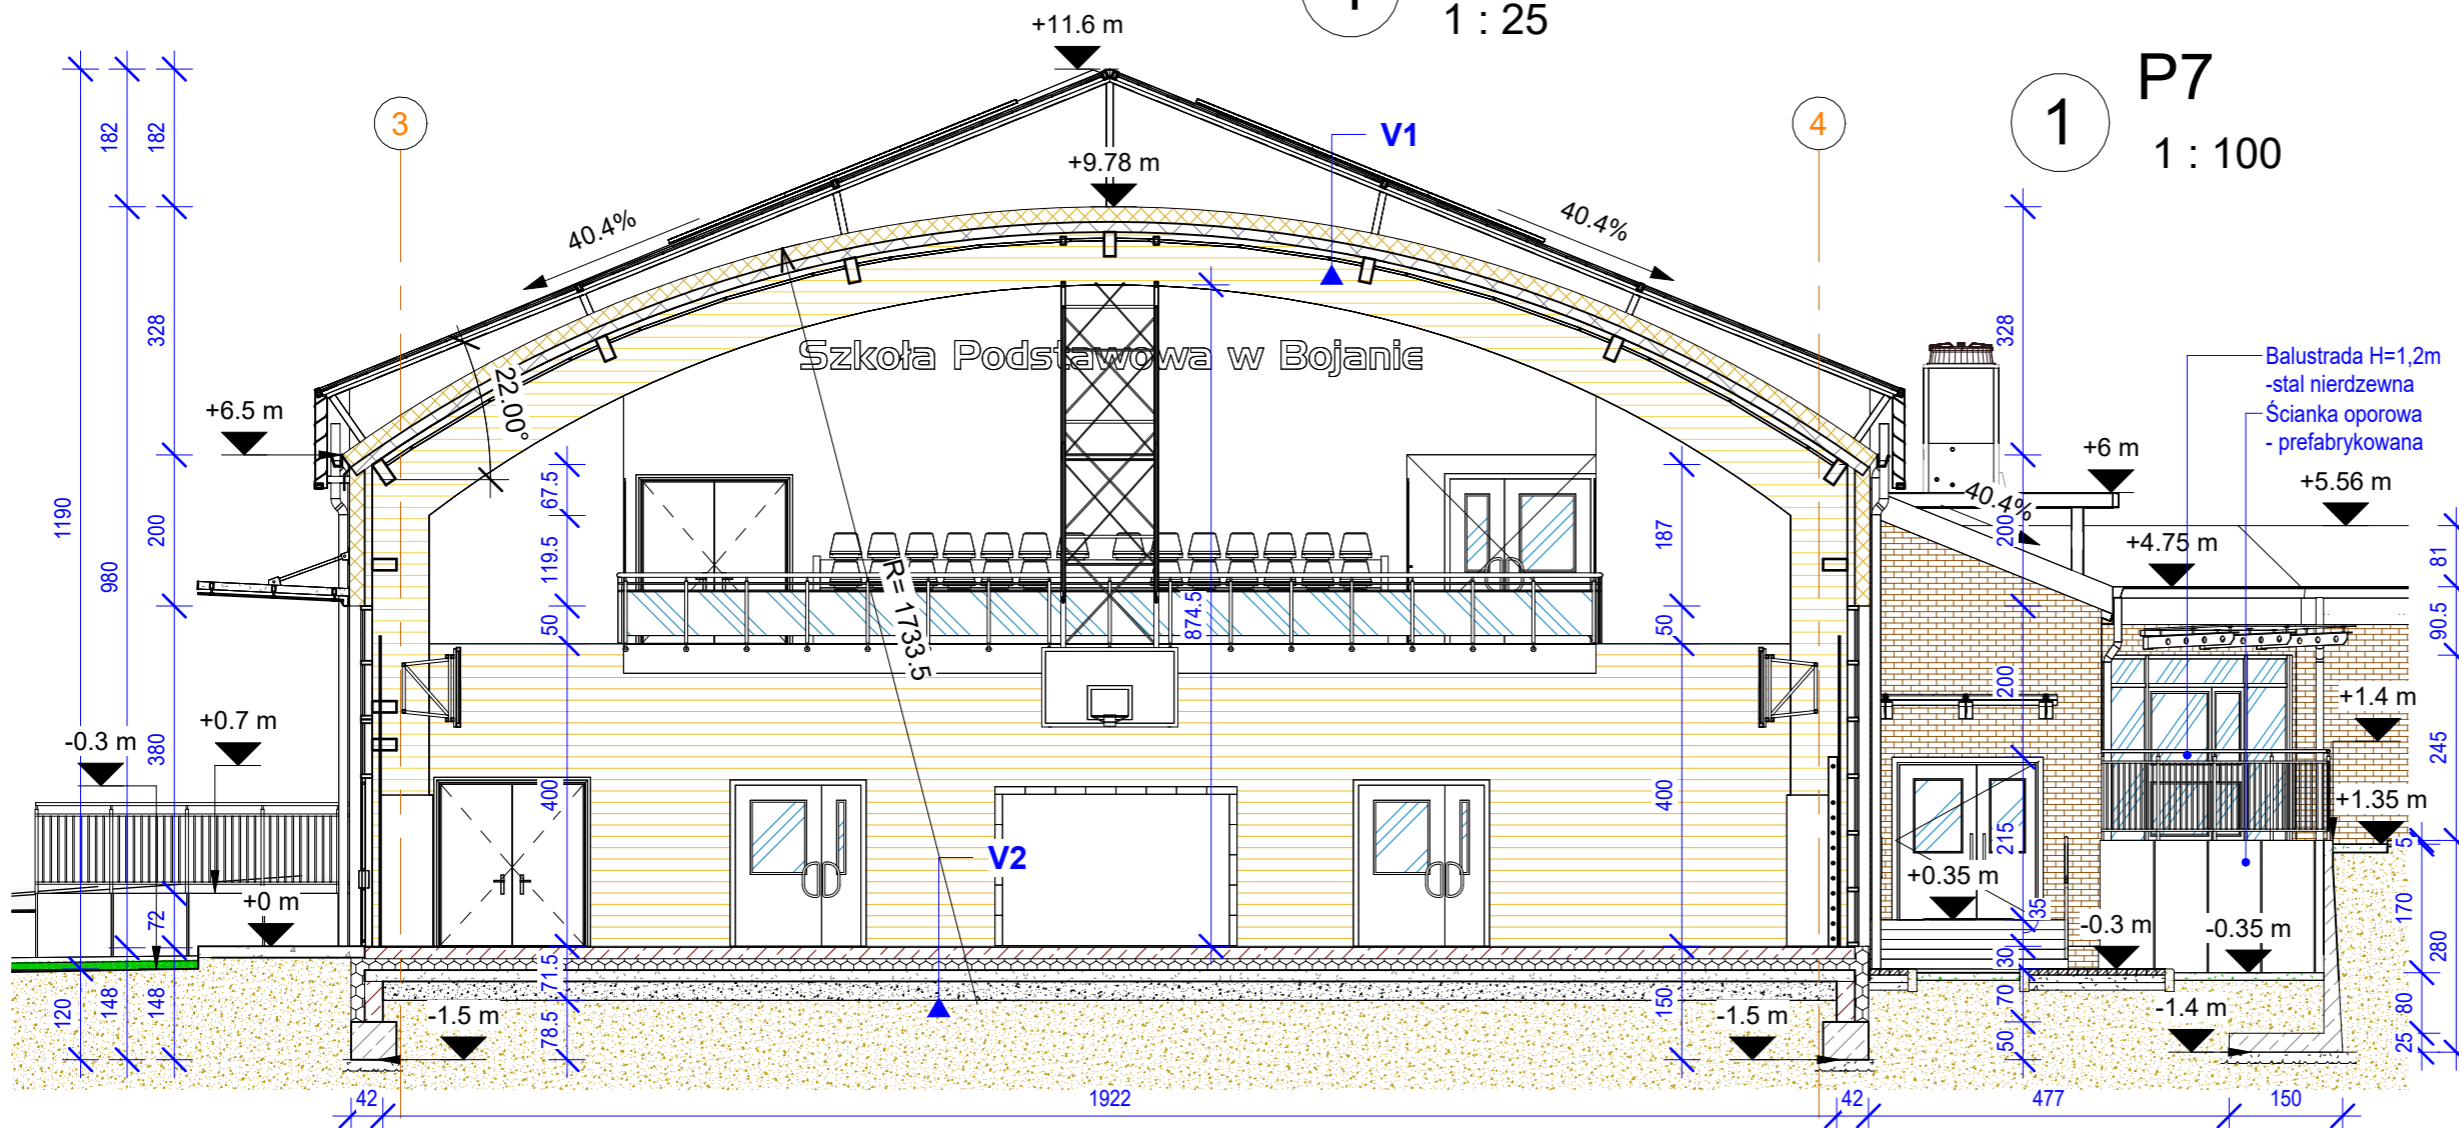 1 : 25
+11.6 m
P7
1
1 : 100
3
4
V1
182
182
+9.78 m
40.4%
40.4%
328
328
Szkoła Podstawowa w Bojanie
22.00°
Balustrada H=1,2m
-stal nierdzewna
Ścianka oporowa
- prefabrykowana
+6.5 m
+6 m
+5.56 m
40.4%
1190
980
200
67.5
119.5
50
187
50
874.5
R= 1733.5
200
+4.75 m
81
90.5
200
+1.4 m
245
-0.3 m
+0.7 m
380
400
400
215
+1.35 m
5
V2
+0 m
72
+0.35 m
35
-0.3 m
-0.35 m
170
280
71.5
30
120
148
148
-1.5 m
78.5
150
-1.5 m
70
50
-1.4 m
80
25
42
1922
42
477
150